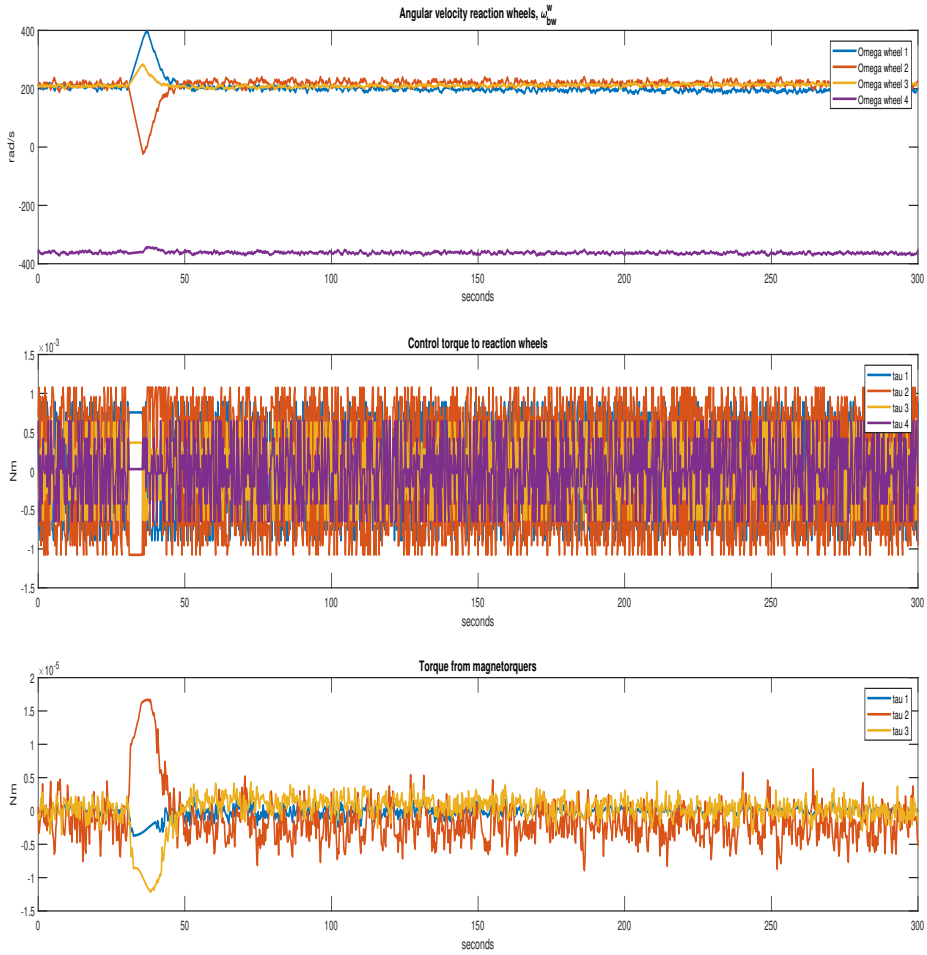 Angular velocity reaction wheels, ω^w_bw
400
200
0
-200
-400
rad/s
0 50 100 150 200 250 300
seconds
Omega wheel 1
Omega wheel 2
Omega wheel 3
Omega wheel 4
Control torque to reaction wheels
×10^-3
1.5
1
0.5
0
-0.5
-1
-1.5
Nm
0 50 100 150 200 250 300
seconds
tau 1
tau 2
tau 3
tau 4
Torque from magnetorquers
×10^-5
2
1.5
1
0.5
0
-0.5
-1
-1.5
Nm
0 50 100 150 200 250 300
seconds
tau 1
tau 2
tau 3